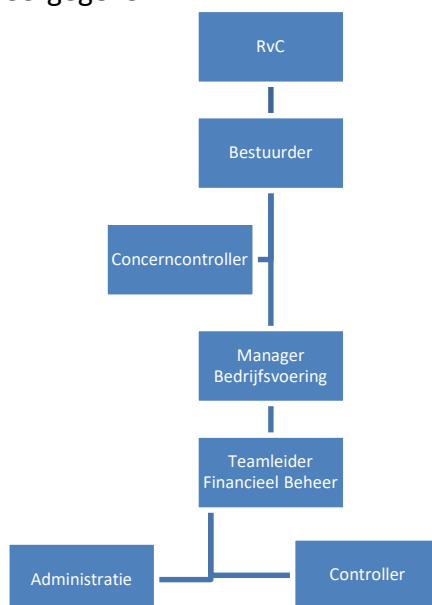 RvC
Bestuurder
Concerncontroller
Manager
Bedrijfsvoering
Teamleider
Financieel Beheer
Administratie
Controller